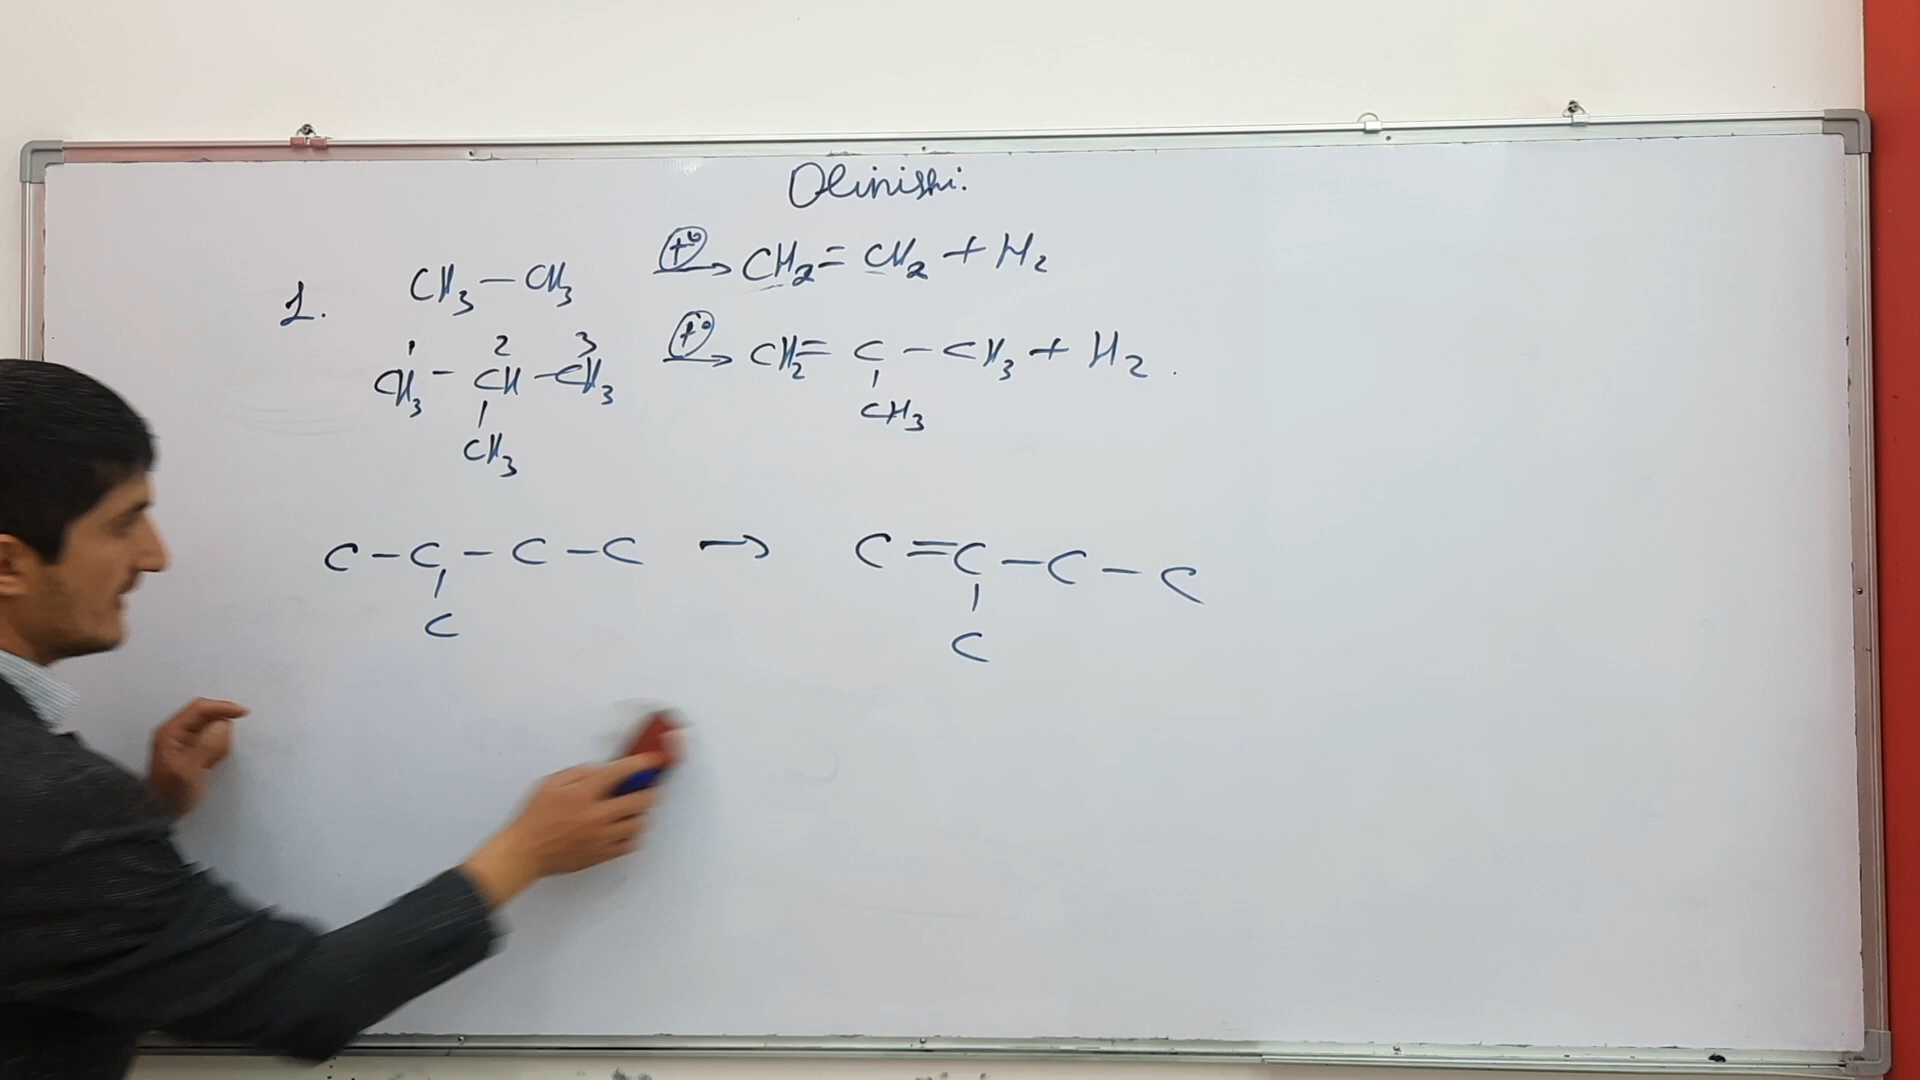 Olinishi:
1. CH₃-CH₃ →(t°) CH₂=CH₂+H₂
1 2 3
CH₃-CH-CH₃ →(t°) CH₂=C-CH₃+H₂.
| |
CH₃ CH₃
C-C-C-C → C=C-C-C
| |
C C